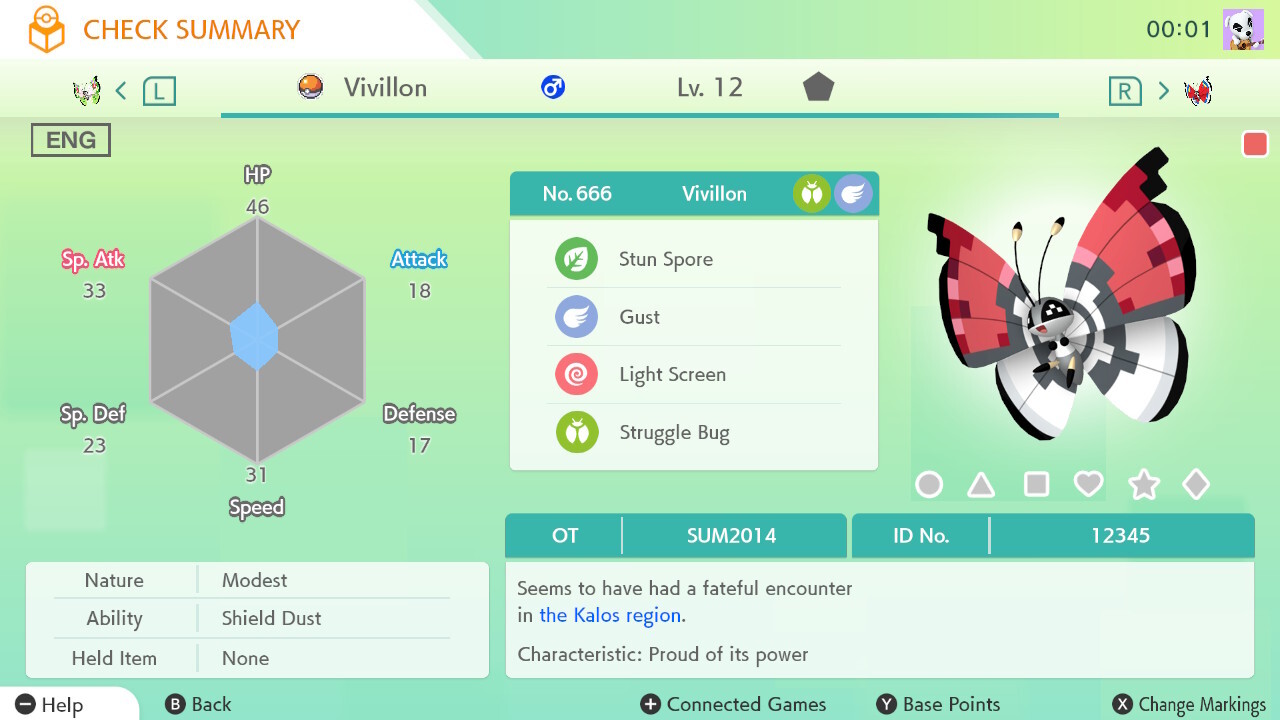 CHECK SUMMARY
00:01
L
Vivillon
Lv. 12
R
ENG
HP
46
Sp. Atk
33
Attack
18
Sp. Def
23
Defense
17
31
Speed
No. 666 Vivillon
Stun Spore
Gust
Light Screen
Struggle Bug
OT SUM2014 ID No. 12345
Nature Modest
Ability Shield Dust
Held Item None
Seems to have had a fateful encounter
in the Kalos region.
Characteristic: Proud of its power
Help
B Back
Connected Games
Y Base Points
X Change Markings